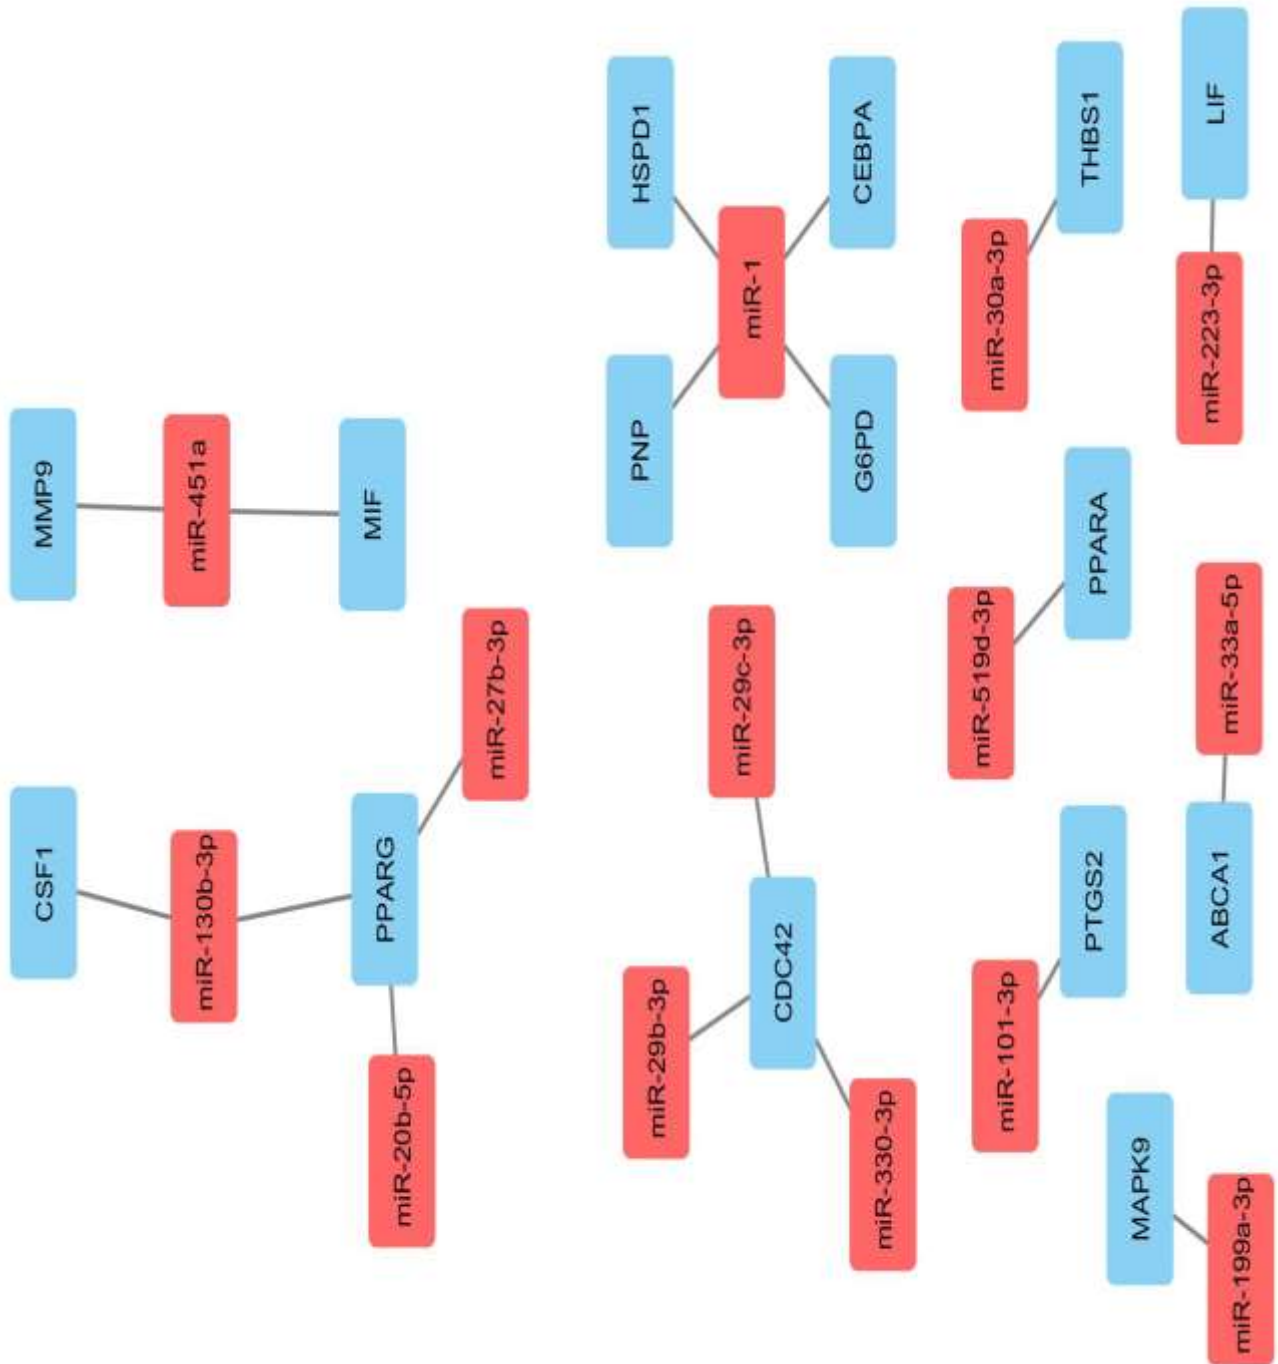 MMP9
miR-451a
MIF
CSF1
miR-130b-3p
PPARG
miR-27b-3p
miR-20b-5p
HSPD1
CEBPA
miR-1
PNP
G6PD
miR-29c-3p
CDC42
miR-29b-3p
miR-330-3p
THBS1
miR-30a-3p
LIF
miR-223-3p
PPARA
miR-519d-3p
miR-33a-5p
ABCA1
PTGS2
miR-101-3p
MAPK9
miR-199a-3p